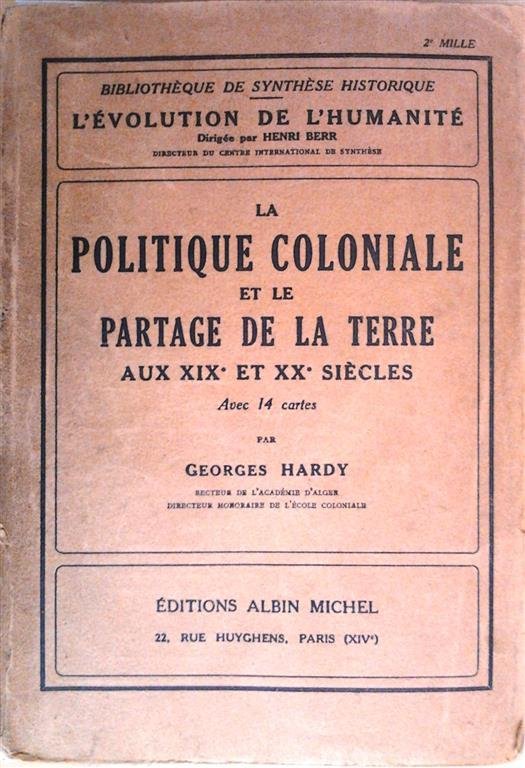 2e MILLE
BIBLIOTHÈQUE DE SYNTHÈSE HISTORIQUE
L'ÉVOLUTION DE L'HUMANITÉ
Dirigée par HENRI BERR
DIRECTEUR DU CENTRE INTERNATIONAL DE SYNTHÈSE
LA
POLITIQUE COLONIALE
ET LE
PARTAGE DE LA TERRE
AUX XIXe ET XXe SIÈCLES
Avec 14 cartes
PAR
GEORGES HARDY
RECTEUR DE L'ACADÉMIE D'ALGER
DIRECTEUR HONORAIRE DE L'ÉCOLE COLONIALE
ÉDITIONS ALBIN MICHEL
22, RUE HUYGHENS, PARIS (XIVe)